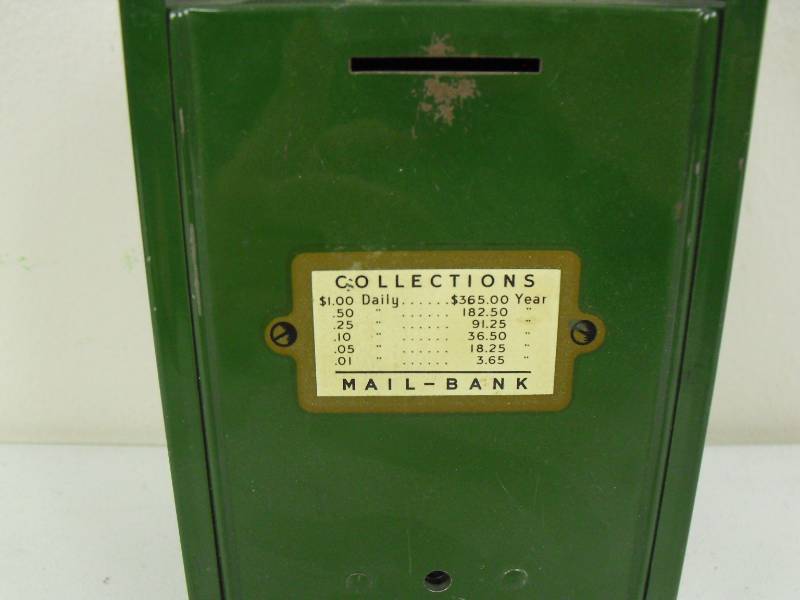 COLLECTIONS
$1.00 Daily......$365.00 Year
.50 " ...... 182.50 "
.25 " ...... 91.25 "
.10 " ...... 36.50 "
.05 " ...... 18.25 "
.01 " ...... 3.65 "
MAIL-BANK